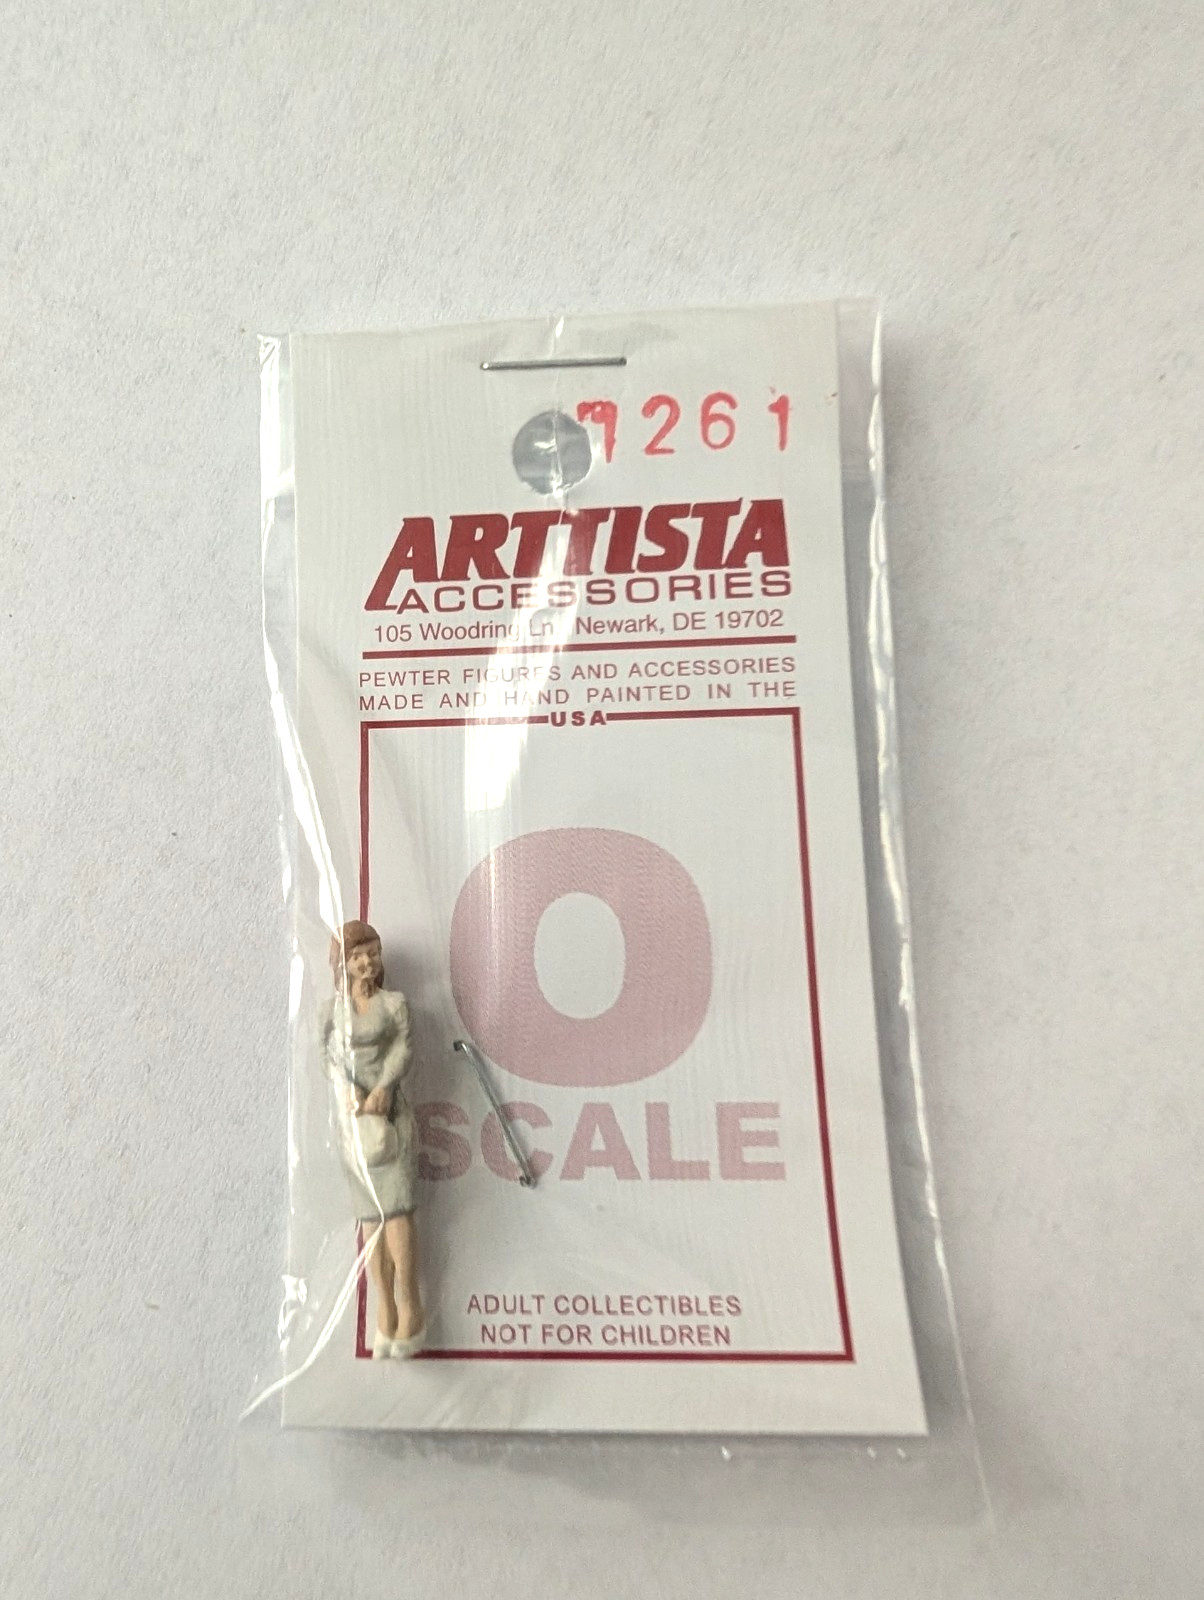 1261
ARTTISTA
ACCESSORIES
105 Woodring Ln. Newark, DE 19702
PEWTER FIGURES AND ACCESSORIES
MADE AND HAND PAINTED IN THE
USA
O
SCALE
ADULT COLLECTIBLES
NOT FOR CHILDREN